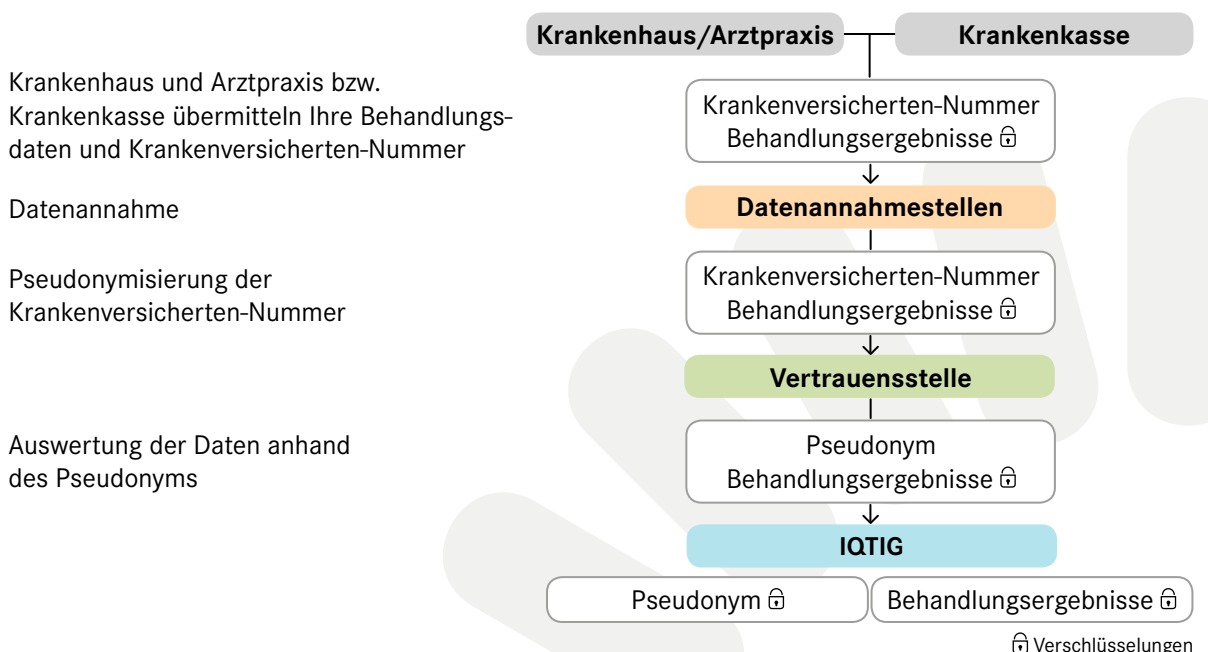 Krankenhaus/Arztpraxis
Krankenkasse
Krankenhaus und Arztpraxis bzw.
Krankenkasse übermitteln Ihre Behandlungs-
daten und Krankenversicherten-Nummer
Krankenversicherten-Nummer
Behandlungsergebnisse
Datenannahme
Datenannahmestellen
Pseudonymisierung der
Krankenversicherten-Nummer
Krankenversicherten-Nummer
Behandlungsergebnisse
Vertrauensstelle
Auswertung der Daten anhand
des Pseudonyms
Pseudonym
Behandlungsergebnisse
IQTIG
Pseudonym
Behandlungsergebnisse
Verschlüsselungen